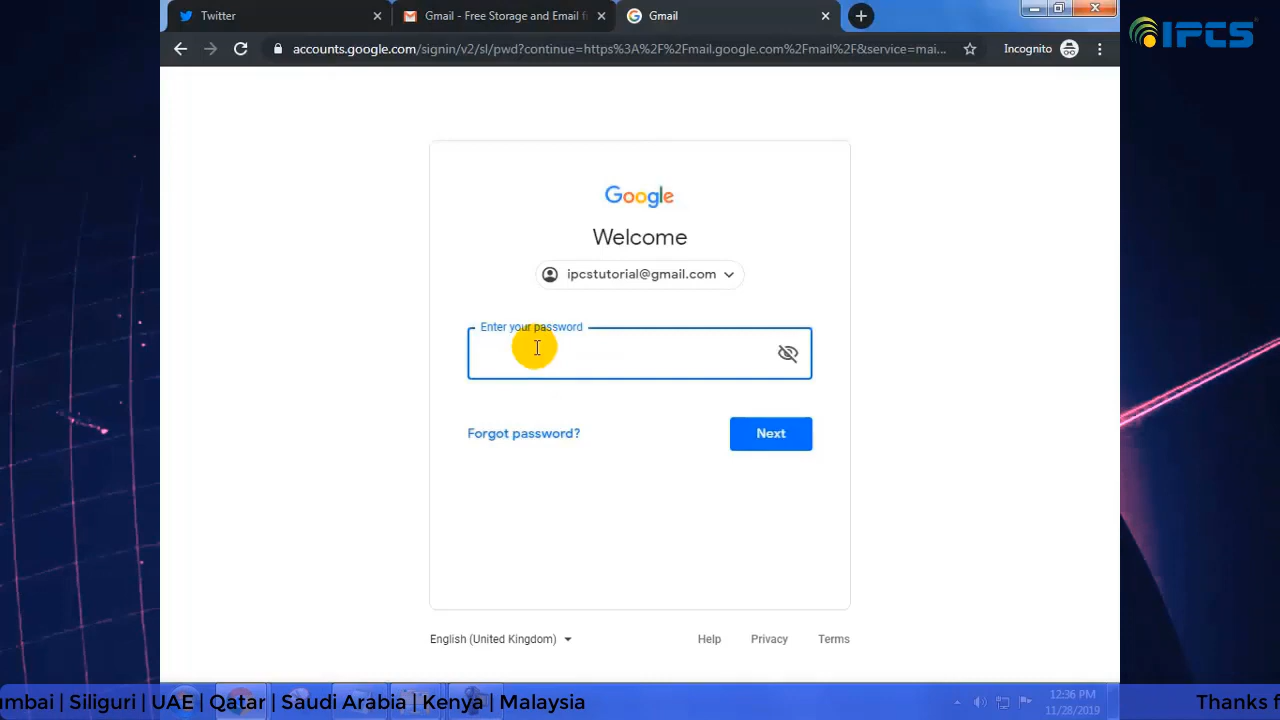 Twitter
Gmail - Free Storage and Email f
Gmail
IPCS
accounts.google.com/signin/v2/sl/pwd?continue=https%3A%2F%2Fmail.google.com%2Fmail%2F&service=mai...
Incognito
Google
Welcome
ipcstutorial@gmail.com
Enter your password
Forgot password?
Next
English (United Kingdom)
Help
Privacy
Terms
12:36 PM
11/28/2019
umbai | Siliguri | UAE | Qatar | Saudi Arabia | Kenya | Malaysia
Thanks f